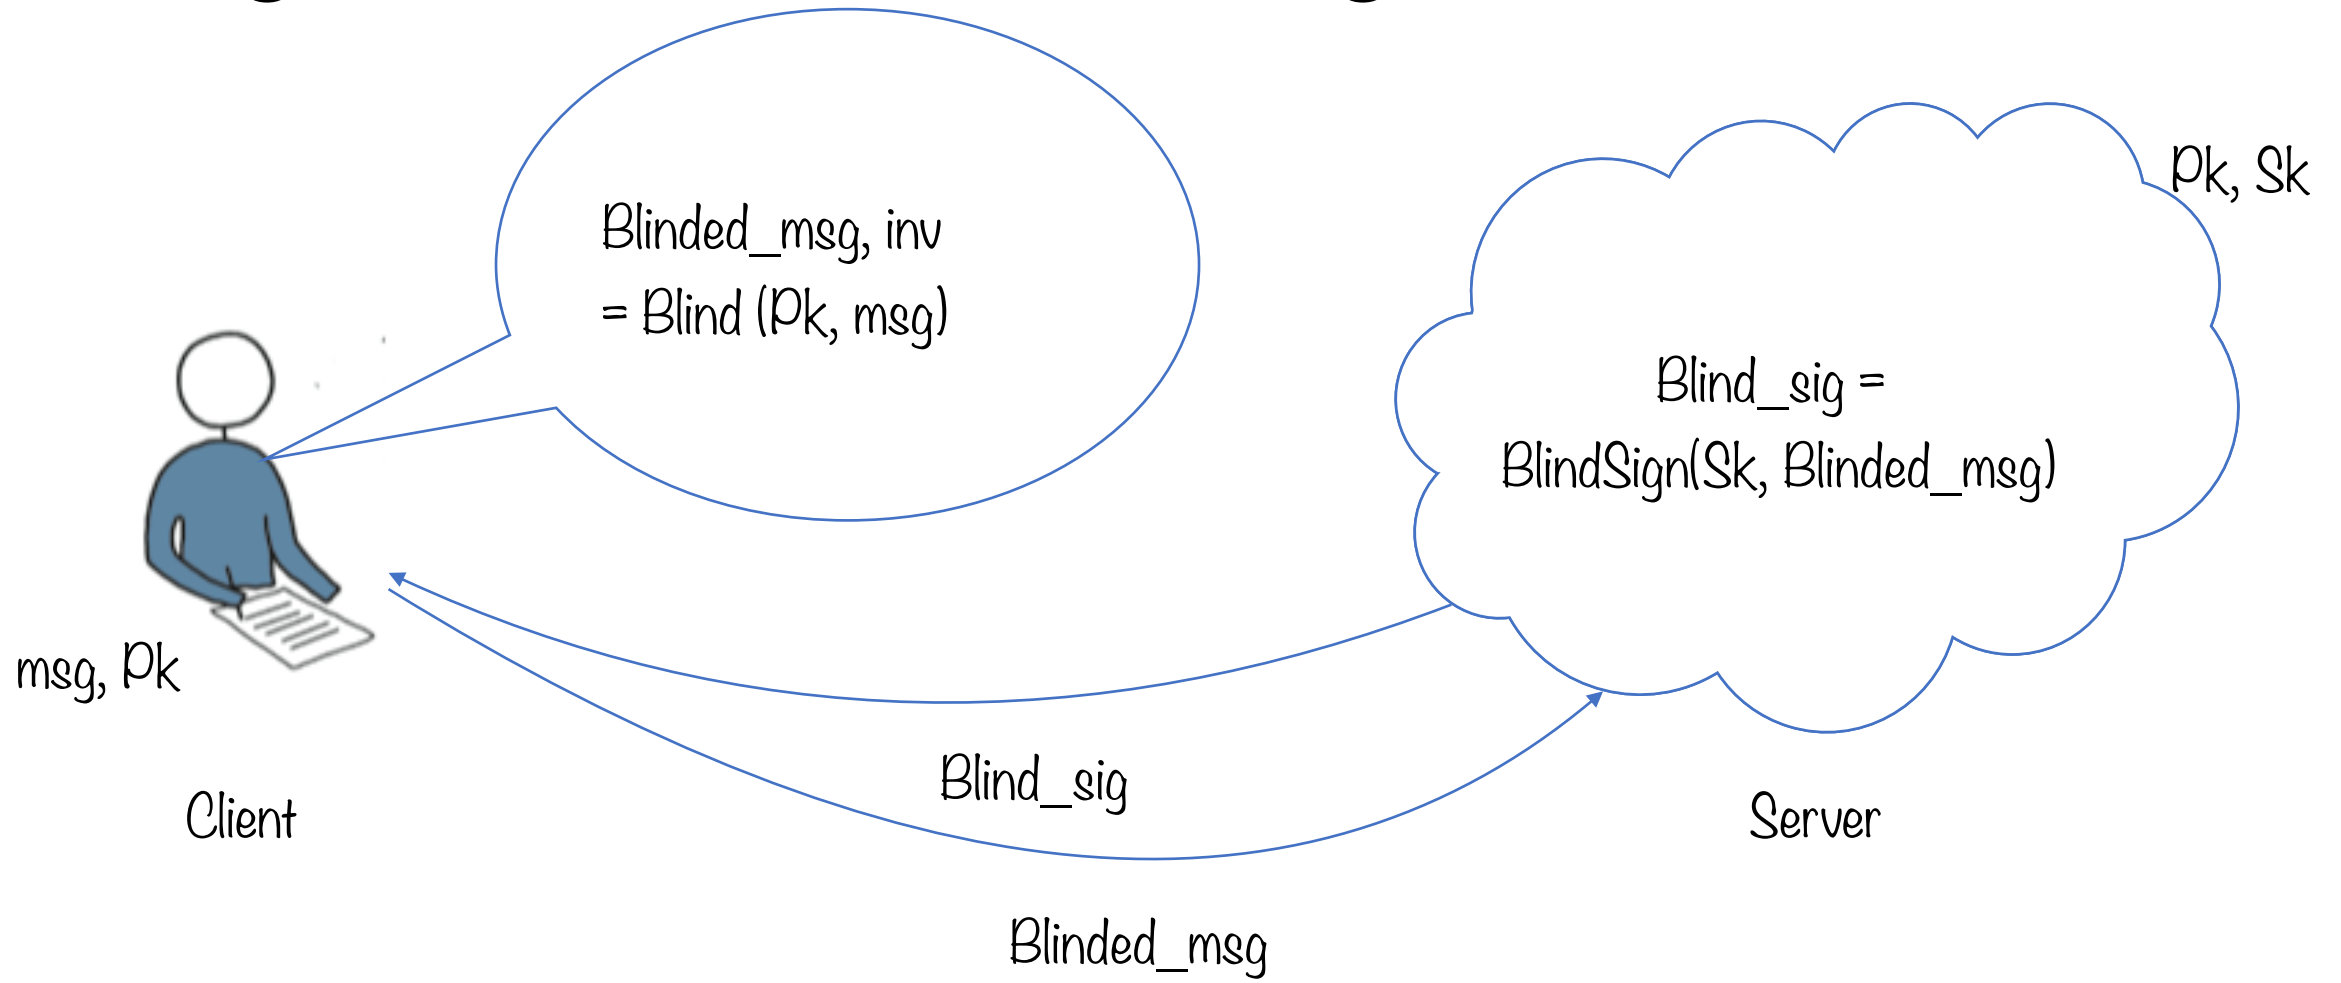 Blinded_msg, inv
= Blind (Pk, msg)
Pk, Sk
Blind_sig =
BlindSign(Sk, Blinded_msg)
msg, Pk
Blind_sig
Client
Server
Blinded_msg